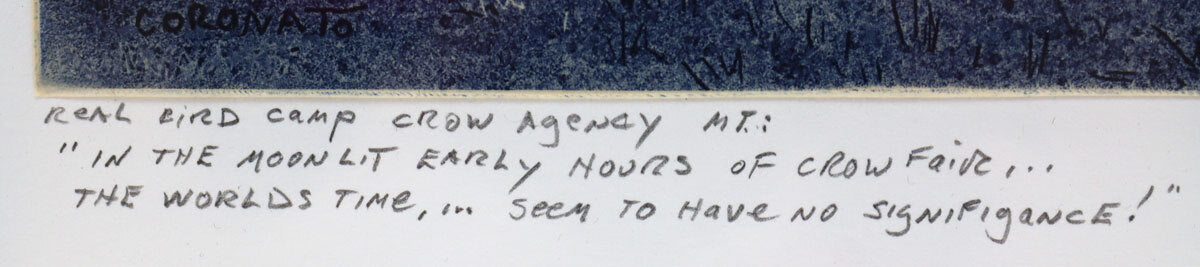 CORONATO
REAL BIRD CAMP CROW AGENCY MT.:
"IN THE MOONLIT EARLY HOURS OF CROW FAIR,...
THE WORLDS TIME,... SEEM TO HAVE NO SIGNIFIGANCE!"